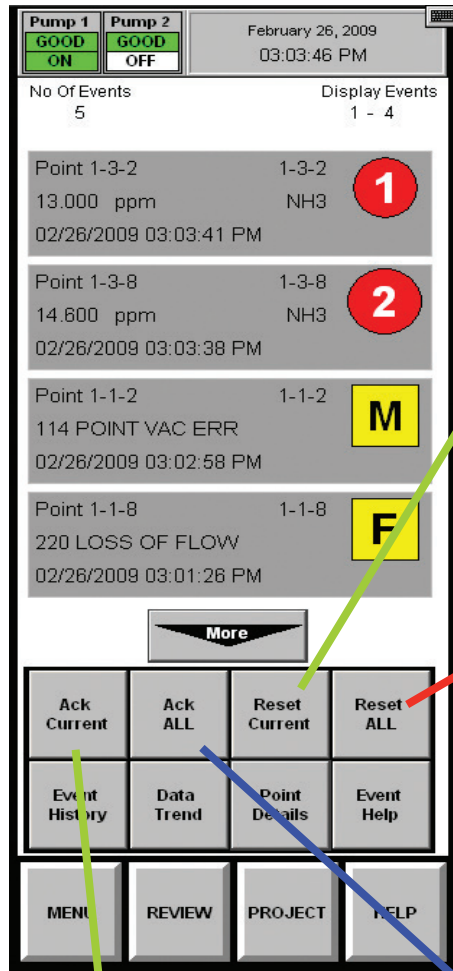 Pump 1 Pump 2
GOOD GOOD
ON OFF
February 26, 2009
03:03:46 PM
No Of Events Display Events
5 1 - 4
Point 1-3-2 1-3-2
1
13.000 ppm NH3
02/26/2009 03:03:41 PM
Point 1-3-8 1-3-8
2
14.600 ppm NH3
02/26/2009 03:03:38 PM
Point 1-1-2 1-1-2
M
114 POINT VAC ERR
02/26/2009 03:02:58 PM
Point 1-1-8 1-1-8
F
220 LOSS OF FLOW
02/26/2009 03:01:26 PM
More
Ack Current
Ack ALL
Reset Current
Reset ALL
Event History
Data Trend
Point Details
Event Help
MENU REVIEW PROJECT HELP